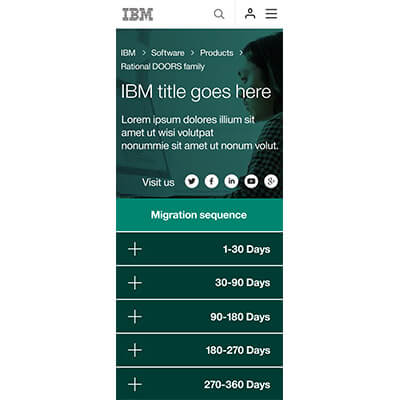 IBM
IBM > Software > Products >
Rational DOORS family
IBM title goes here
Lorem ipsum dolores illum sit
amet ut wisi volutpat
nonummie sit amet ut nonum volut.
Visit us
Migration sequence
1-30 Days
30-90 Days
90-180 Days
180-270 Days
270-360 Days